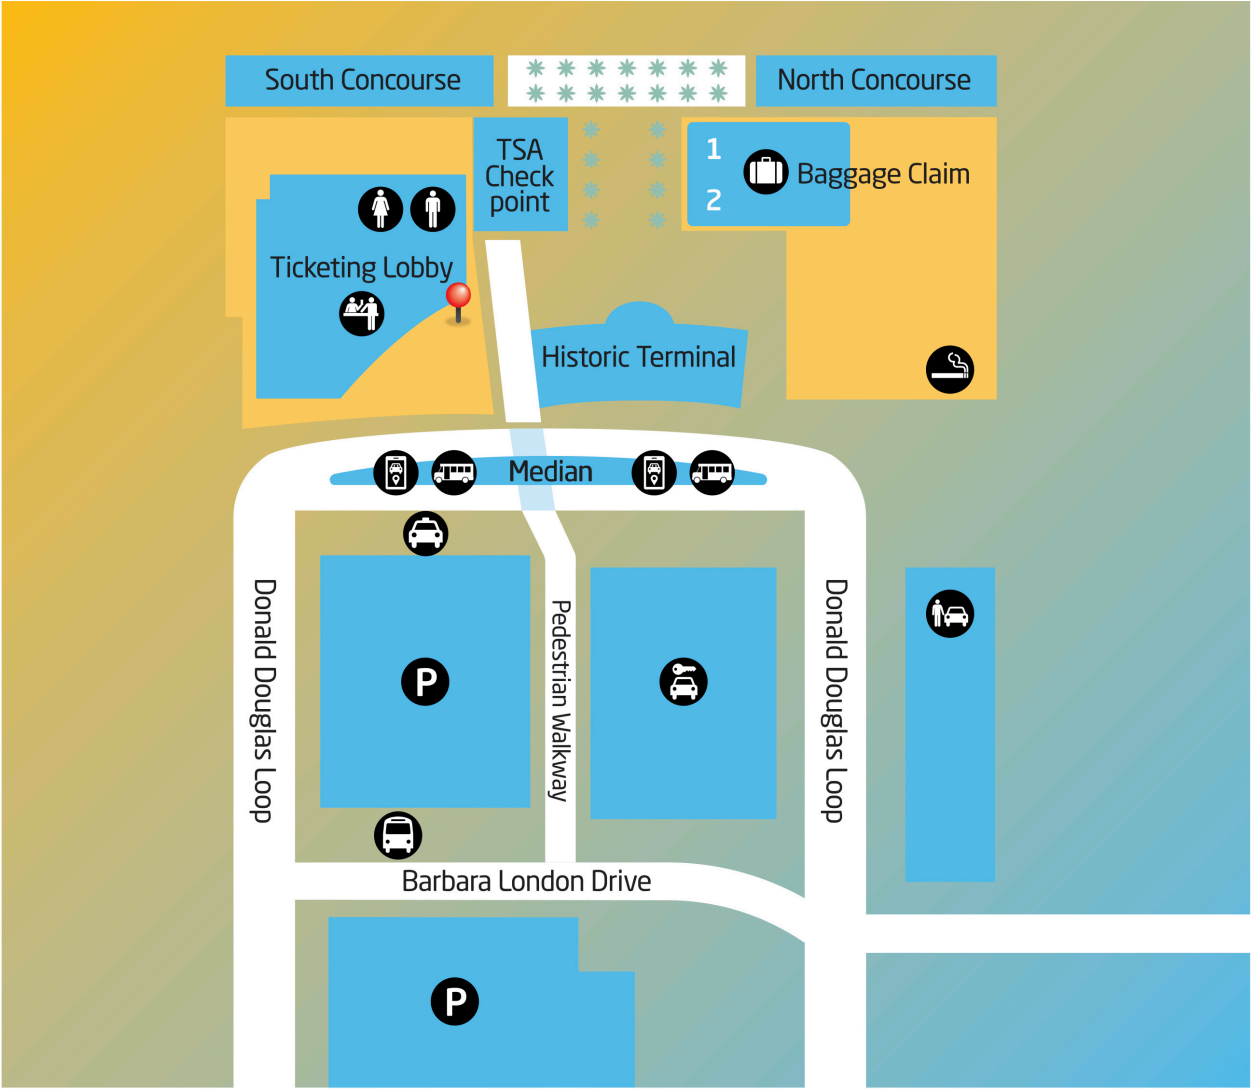 South Concourse
North Concourse
TSA
Check
point
1
2
Baggage Claim
Ticketing Lobby
Historic Terminal
Median
Donald Douglas Loop
Pedestrian Walkway
Donald Douglas Loop
P
Barbara London Drive
P